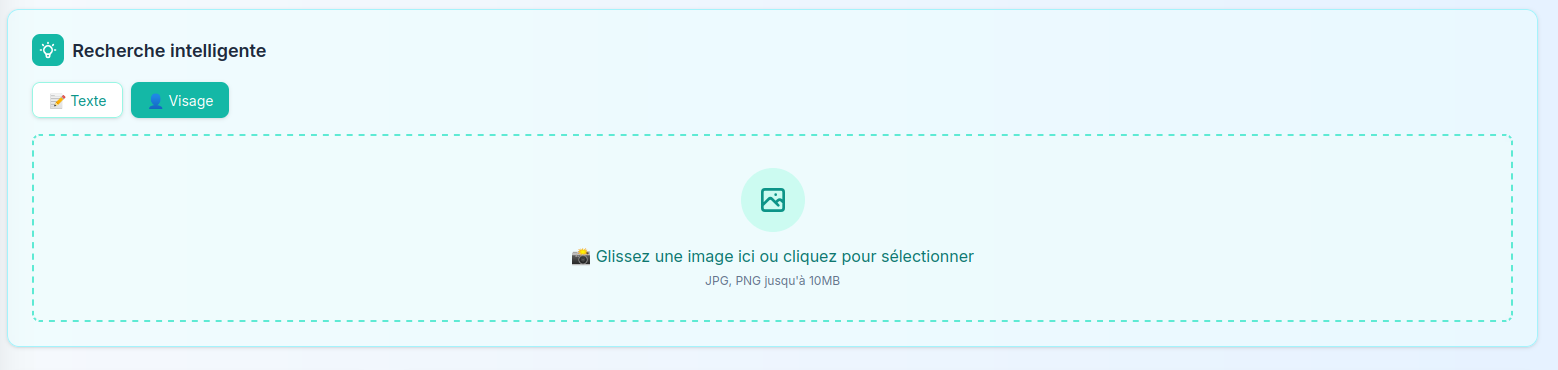 Recherche intelligente
📝 Texte
👤 Visage
📸 Glissez une image ici ou cliquez pour sélectionner
JPG, PNG jusqu'à 10MB